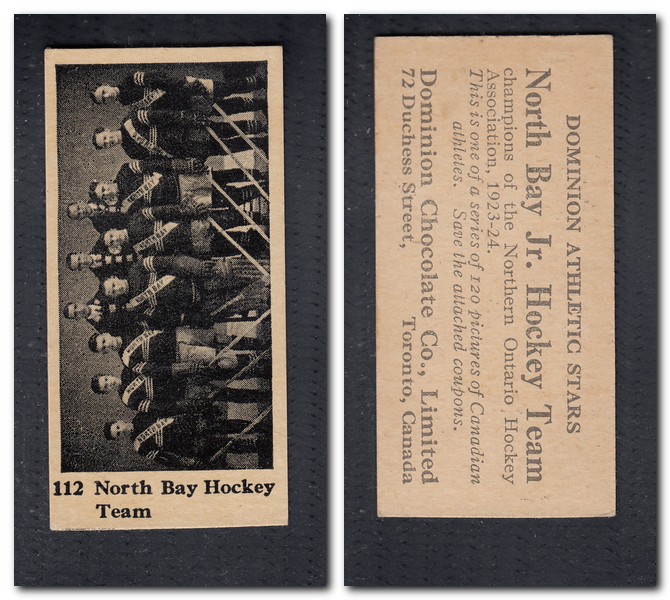 112 North Bay Hockey
Team
DOMINION ATHLETIC STARS
North Bay Jr. Hockey Team
champions of the Northern Ontario Hockey
Association, 1923-24.
This is one of a series of 120 pictures of Canadian
athletes. Save the attached coupons.
Dominion Chocolate Co., Limited
72 Duchess Street, Toronto, Canada